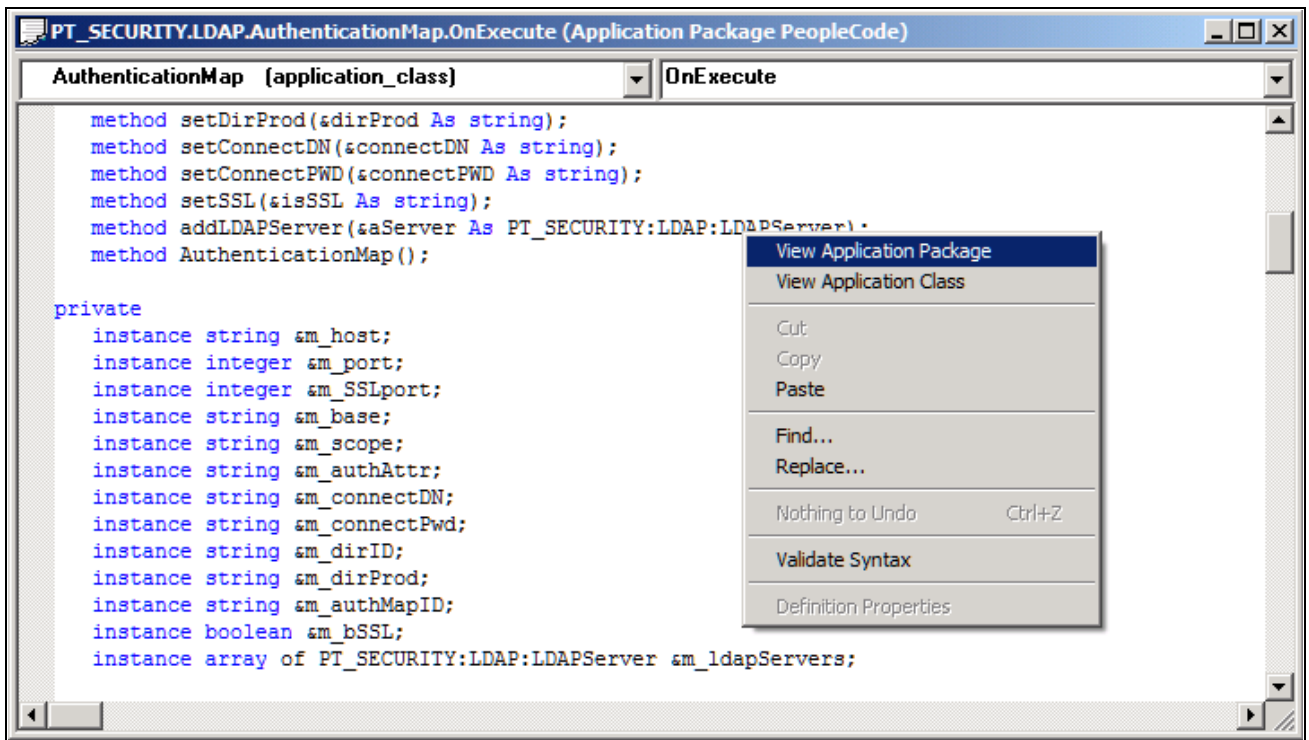 PT_SECURITY.LDAP.AuthenticationMap.OnExecute (Application Package PeopleCode)
AuthenticationMap (application_class) OnExecute
method setDirProd(&dirProd As string);
method setConnectDN(&connectDN As string);
method setConnectPWD(&connectPWD As string);
method setSSL(&isSSL As string);
method addLDAPServer(&aServer As PT_SECURITY:LDAP:LDAPServer);
method AuthenticationMap();
private
instance string &m_host;
instance integer &m_port;
instance integer &m_SSLport;
instance string &m_base;
instance string &m_scope;
instance string &m_authAttr;
instance string &m_connectDN;
instance string &m_connectPwd;
instance string &m_dirID;
instance string &m_dirProd;
instance string &m_authMapID;
instance boolean &m_bSSL;
instance array of PT_SECURITY:LDAP:LDAPServer &m_ldapServers;
View Application Package
View Application Class
Cut
Copy
Paste
Find...
Replace...
Nothing to Undo Ctrl+Z
Validate Syntax
Definition Properties